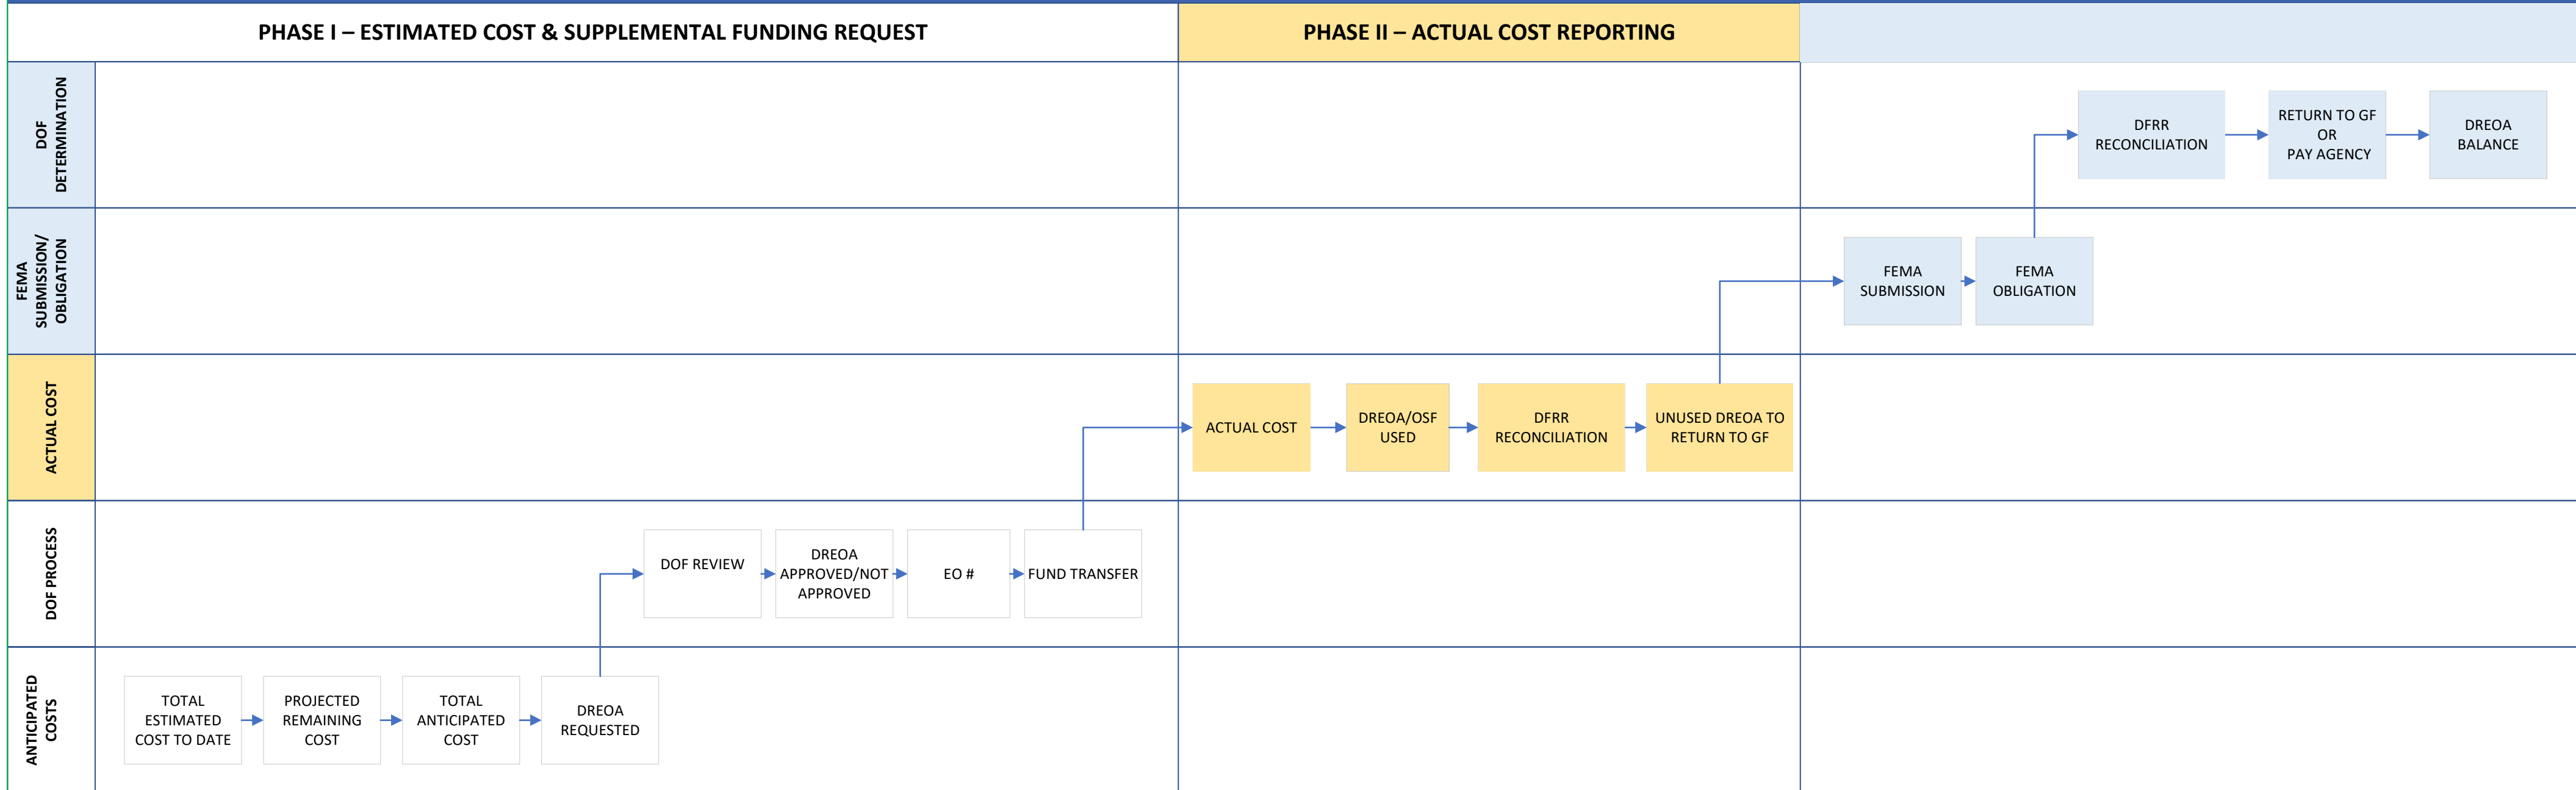 PHASE I – ESTIMATED COST & SUPPLEMENTAL FUNDING REQUEST
PHASE II – ACTUAL COST REPORTING
DOF
DETERMINATION
DFRR
RECONCILIATION
RETURN TO GF
OR
PAY AGENCY
DREOA
BALANCE
FEMA
SUBMISSION/
OBLIGATION
FEMA
SUBMISSION
FEMA
OBLIGATION
ACTUAL COST
ACTUAL COST
DREOA/OSF
USED
DFRR
RECONCILIATION
UNUSED DREOA TO
RETURN TO GF
DOF PROCESS
DOF REVIEW
DREOA
APPROVED/NOT
APPROVED
EO #
FUND TRANSFER
ANTICIPATED
COSTS
TOTAL
ESTIMATED
COST TO DATE
PROJECTED
REMAINING
COST
TOTAL
ANTICIPATED
COST
DREOA
REQUESTED